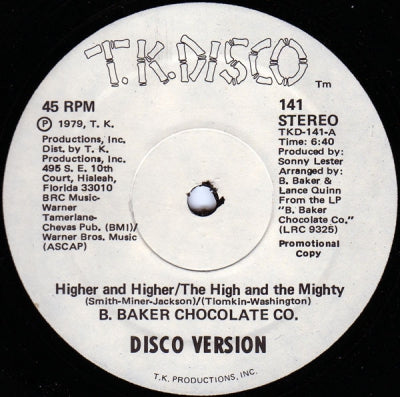 T.K.DISCO TM
45 RPM
Ⓟ 1979, T. K.
Productions, Inc.
Dist. by T. K.
Productions, Inc.
495 S. E. 10th
Court, Hialeah,
Florida 33010
BRC Music-
Warner
Tamerlane-
Chevas Pub. (BMI)/
Warner Bros. Music
(ASCAP)
141
STEREO
TKD-141-A
Time: 6:40
Produced by:
Sonny Lester
Arranged by:
B. Baker &
Lance Quinn
From the LP
"B. Baker
Chocolate Co."
(LRC 9325)
Promotional
Copy
Higher and Higher/The High and the Mighty
(Smith-Miner-Jackson)/(Tlomkin-Washington)
B. BAKER CHOCOLATE CO.
DISCO VERSION
T.K. PRODUCTIONS, INC.